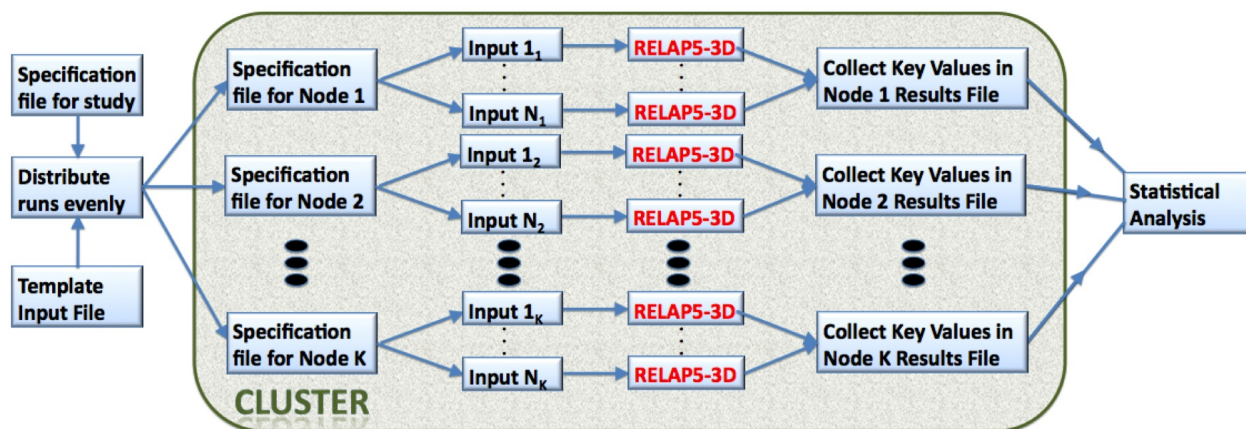 Specification
file for study
Distribute
runs evenly
Template
Input File
Specification
file for Node 1
Input 1₁
RELAP5-3D
Input N₁
RELAP5-3D
Collect Key Values in
Node 1 Results File
Specification
file for Node 2
Input 1₂
RELAP5-3D
Input N₂
RELAP5-3D
Collect Key Values in
Node 2 Results File
Specification
file for Node K
Input 1ₖ
RELAP5-3D
Input Nₖ
RELAP5-3D
Collect Key Values in
Node K Results File
Statistical
Analysis
CLUSTER